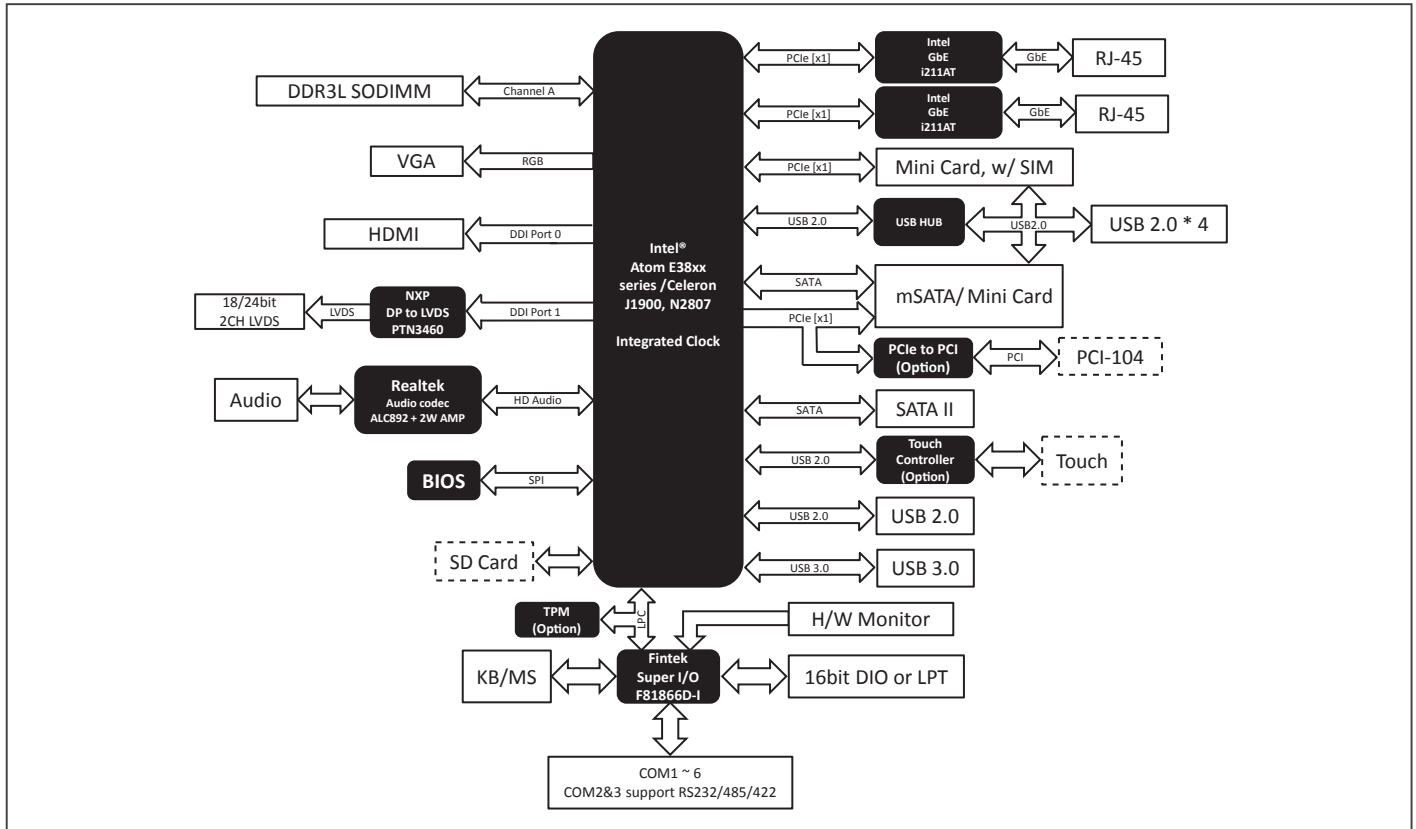 DDR3L SODIMM
Channel A
VGA
RGB
HDMI
DDI Port 0
18/24bit
2CH LVDS
LVDS
NXP
DP to LVDS
PTN3460
DDI Port 1
Audio
Realtek
Audio codec
ALC892 + 2W AMP
HD Audio
BIOS
SPI
SD Card
Intel®
Atom E38xx
series /Celeron
J1900, N2807
Integrated Clock
PCIe [x1]
Intel
GbE
i211AT
GbE
RJ-45
PCIe [x1]
Intel
GbE
i211AT
GbE
RJ-45
PCIe [x1]
Mini Card, w/ SIM
USB 2.0
USB HUB
USB2.0
USB 2.0 * 4
SATA
mSATA/ Mini Card
PCIe [x1]
PCIe to PCI
(Option)
PCI
PCI-104
SATA
SATA II
USB 2.0
Touch
Controller
(Option)
Touch
USB 2.0
USB 2.0
USB 3.0
USB 3.0
TPM
(Option)
LPC
H/W Monitor
KB/MS
Fintek
Super I/O
F81866D-I
16bit DIO or LPT
COM1 ~ 6
COM2&3 support RS232/485/422